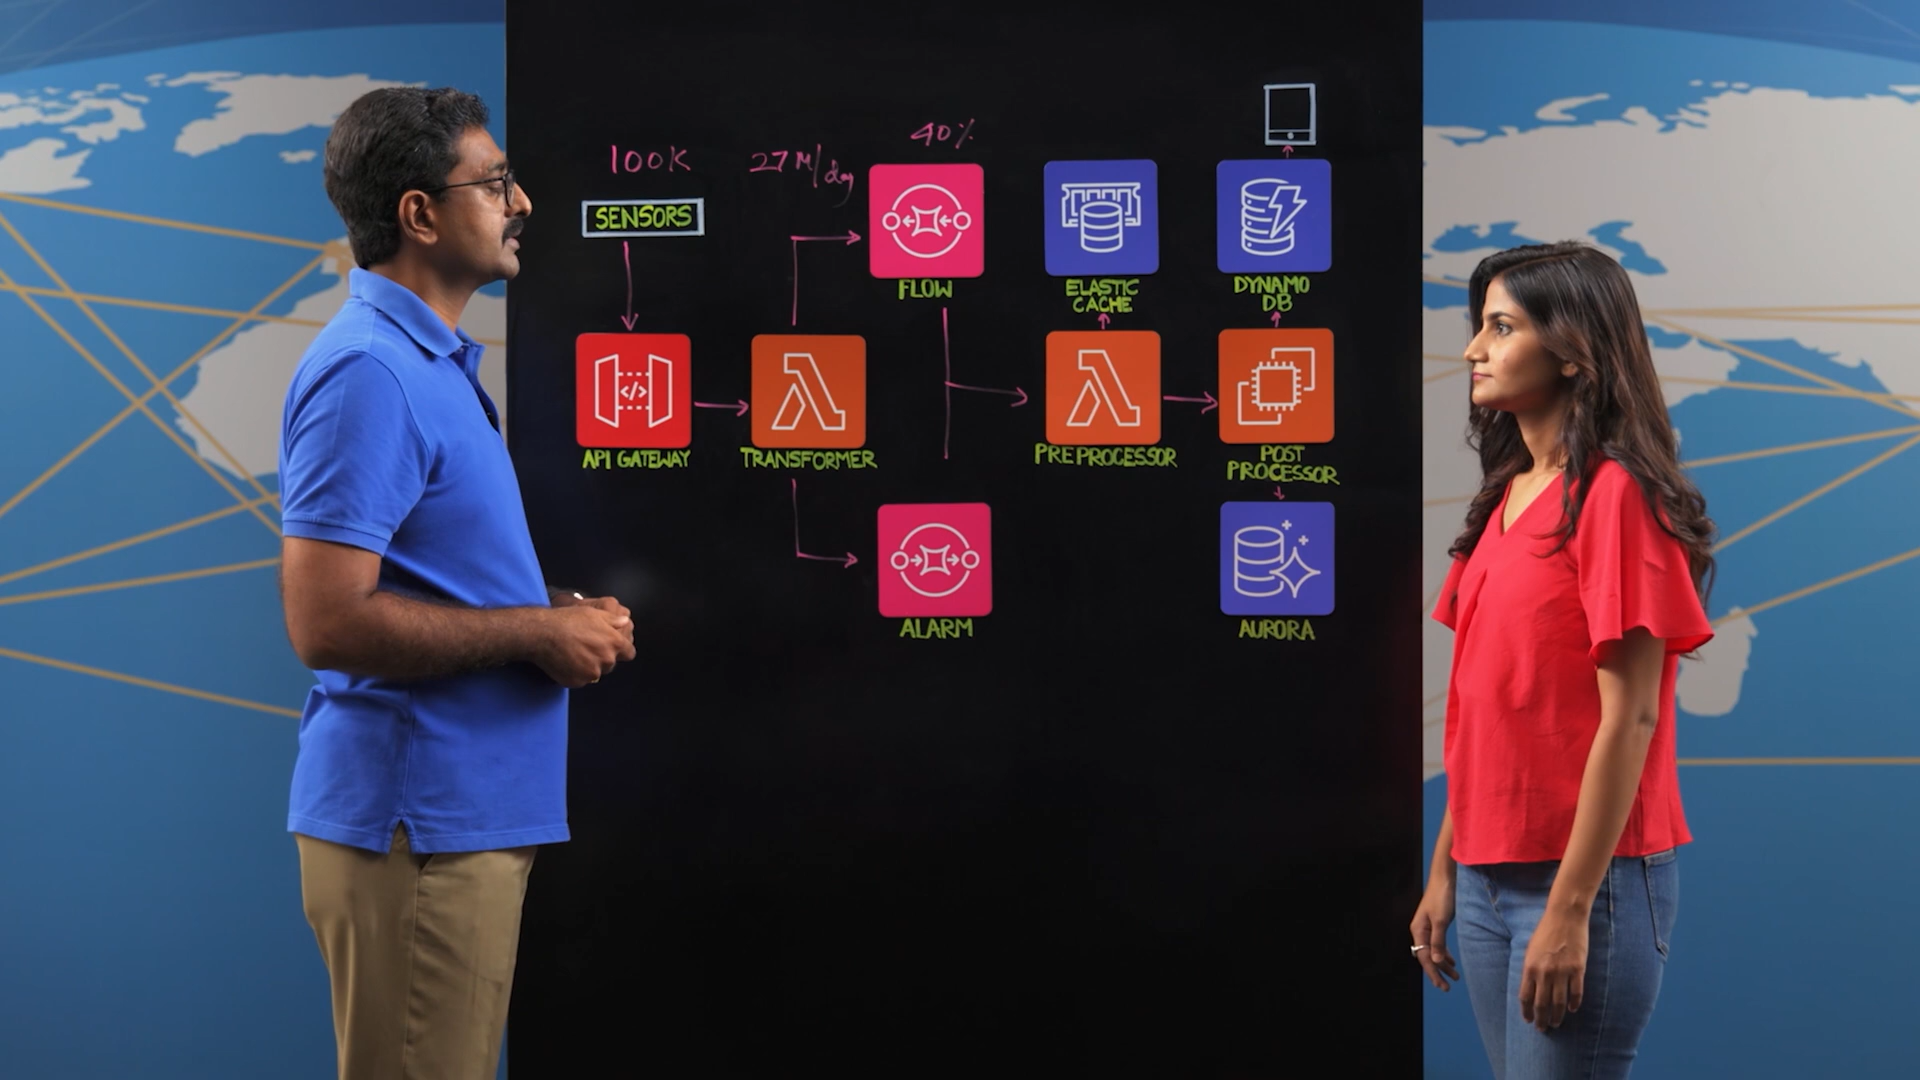 100K
27M/day
40%
SENSORS
</>
FLOW
ELASTIC
CACHE
DYNAMO
DB
API GATEWAY
TRANSFORMER
PREPROCESSOR
POST
PROCESSOR
ALARM
AURORA